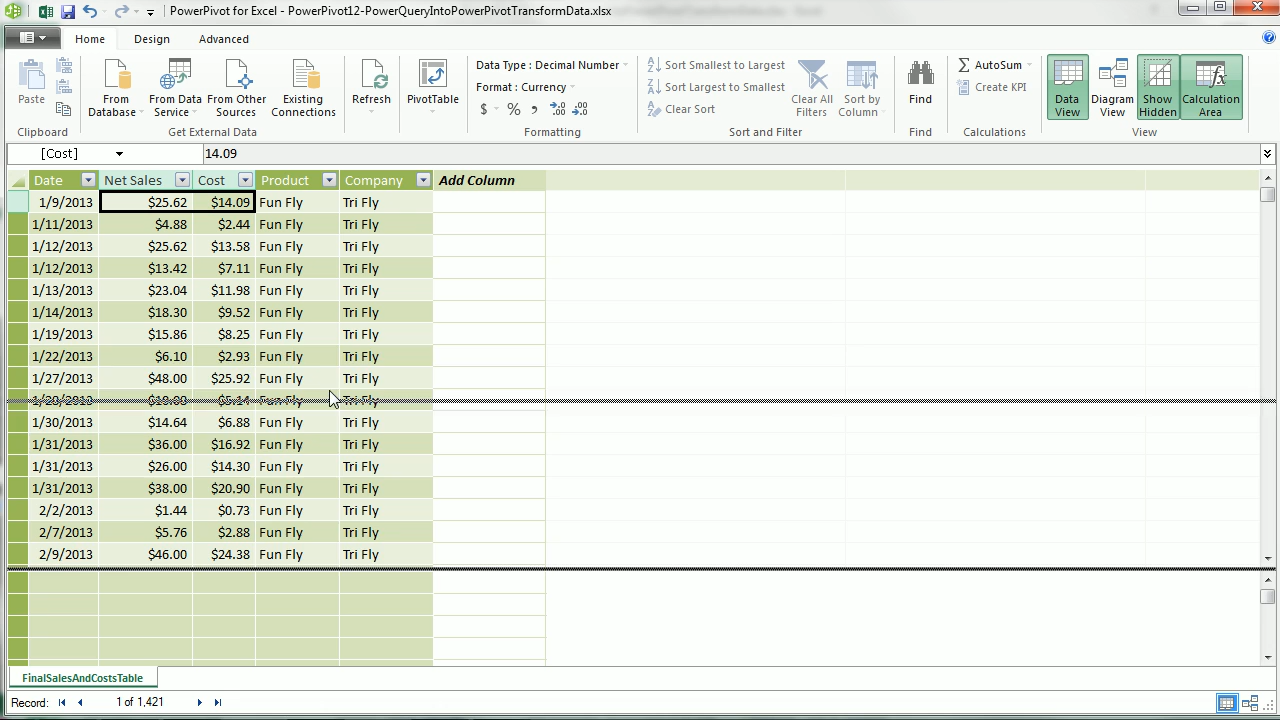 PowerPivot for Excel - PowerPivot12-PowerQueryIntoPowerPivotTransformData.xlsx
Home Design Advanced
Paste From Database From Data Service From Other Sources Existing Connections Refresh PivotTable Data Type : Decimal Number Format : Currency $ % , Sort Smallest to Largest Sort Largest to Smallest Clear Sort Clear All Filters Sort by Column Find AutoSum Create KPI Data View Diagram View Show Hidden Calculation Area
Clipboard Get External Data Formatting Sort and Filter Find Calculations View
[Cost] 14.09
Date Net Sales Cost Product Company Add Column
1/9/2013 $25.62 $14.09 Fun Fly Tri Fly
1/11/2013 $4.88 $2.44 Fun Fly Tri Fly
1/12/2013 $25.62 $13.58 Fun Fly Tri Fly
1/12/2013 $13.42 $7.11 Fun Fly Tri Fly
1/13/2013 $23.04 $11.98 Fun Fly Tri Fly
1/14/2013 $18.30 $9.52 Fun Fly Tri Fly
1/19/2013 $15.86 $8.25 Fun Fly Tri Fly
1/22/2013 $6.10 $2.93 Fun Fly Tri Fly
1/27/2013 $48.00 $25.92 Fun Fly Tri Fly
Fun Fly Tri Fly
1/30/2013 $14.64 $6.88 Fun Fly Tri Fly
1/31/2013 $36.00 $16.92 Fun Fly Tri Fly
1/31/2013 $26.00 $14.30 Fun Fly Tri Fly
1/31/2013 $38.00 $20.90 Fun Fly Tri Fly
2/2/2013 $1.44 $0.73 Fun Fly Tri Fly
2/7/2013 $5.76 $2.88 Fun Fly Tri Fly
2/9/2013 $46.00 $24.38 Fun Fly Tri Fly
FinalSalesAndCostsTable
Record: 1 of 1,421